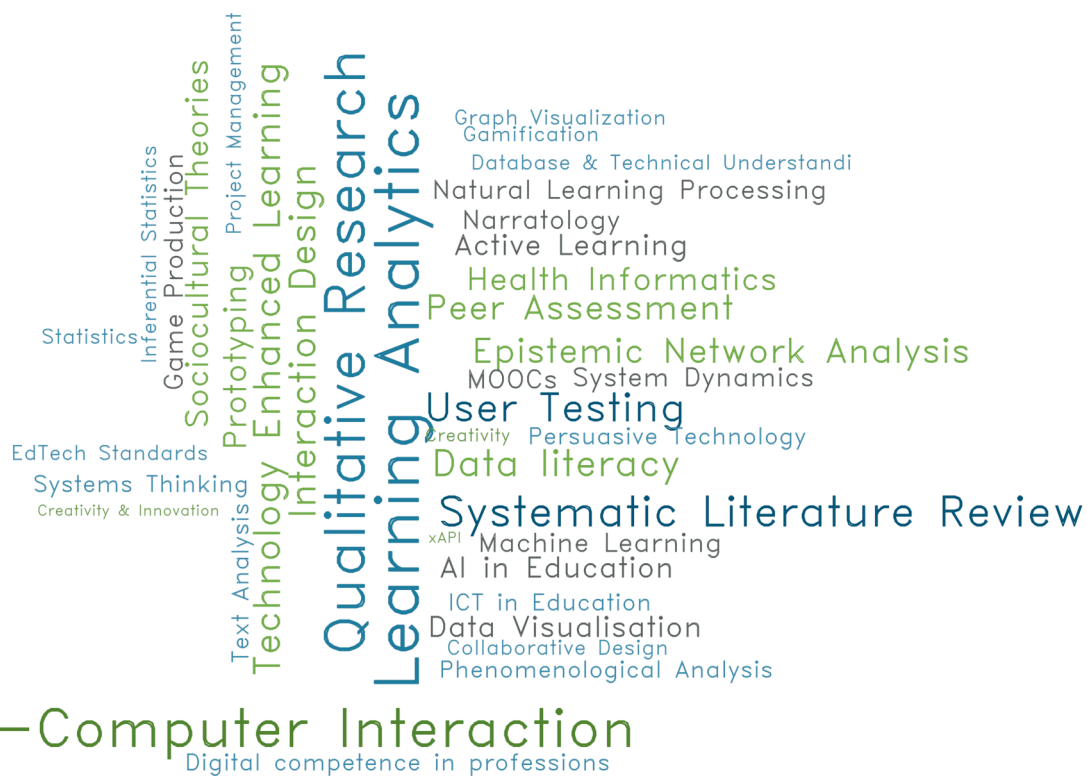 Project Management
Sociocultural Theories
Technology Enhanced Learning
Qualitative Research
Learning Analytics
Inferential Statistics
Game Production
Interaction Design
Prototyping
Statistics
EdTech Standards
Systems Thinking
Creativity & Innovation
Text Analysis
Graph Visualization
Gamification
Database & Technical Understandi
Natural Learning Processing
Narratology
Active Learning
Health Informatics
Peer Assessment
Epistemic Network Analysis
MOOCs
System Dynamics
User Testing
Creativity
Persuasive Technology
Data literacy
Systematic Literature Review
xAPI
Machine Learning
AI in Education
ICT in Education
Data Visualisation
Collaborative Design
Phenomenological Analysis
-Computer Interaction
Digital competence in professions